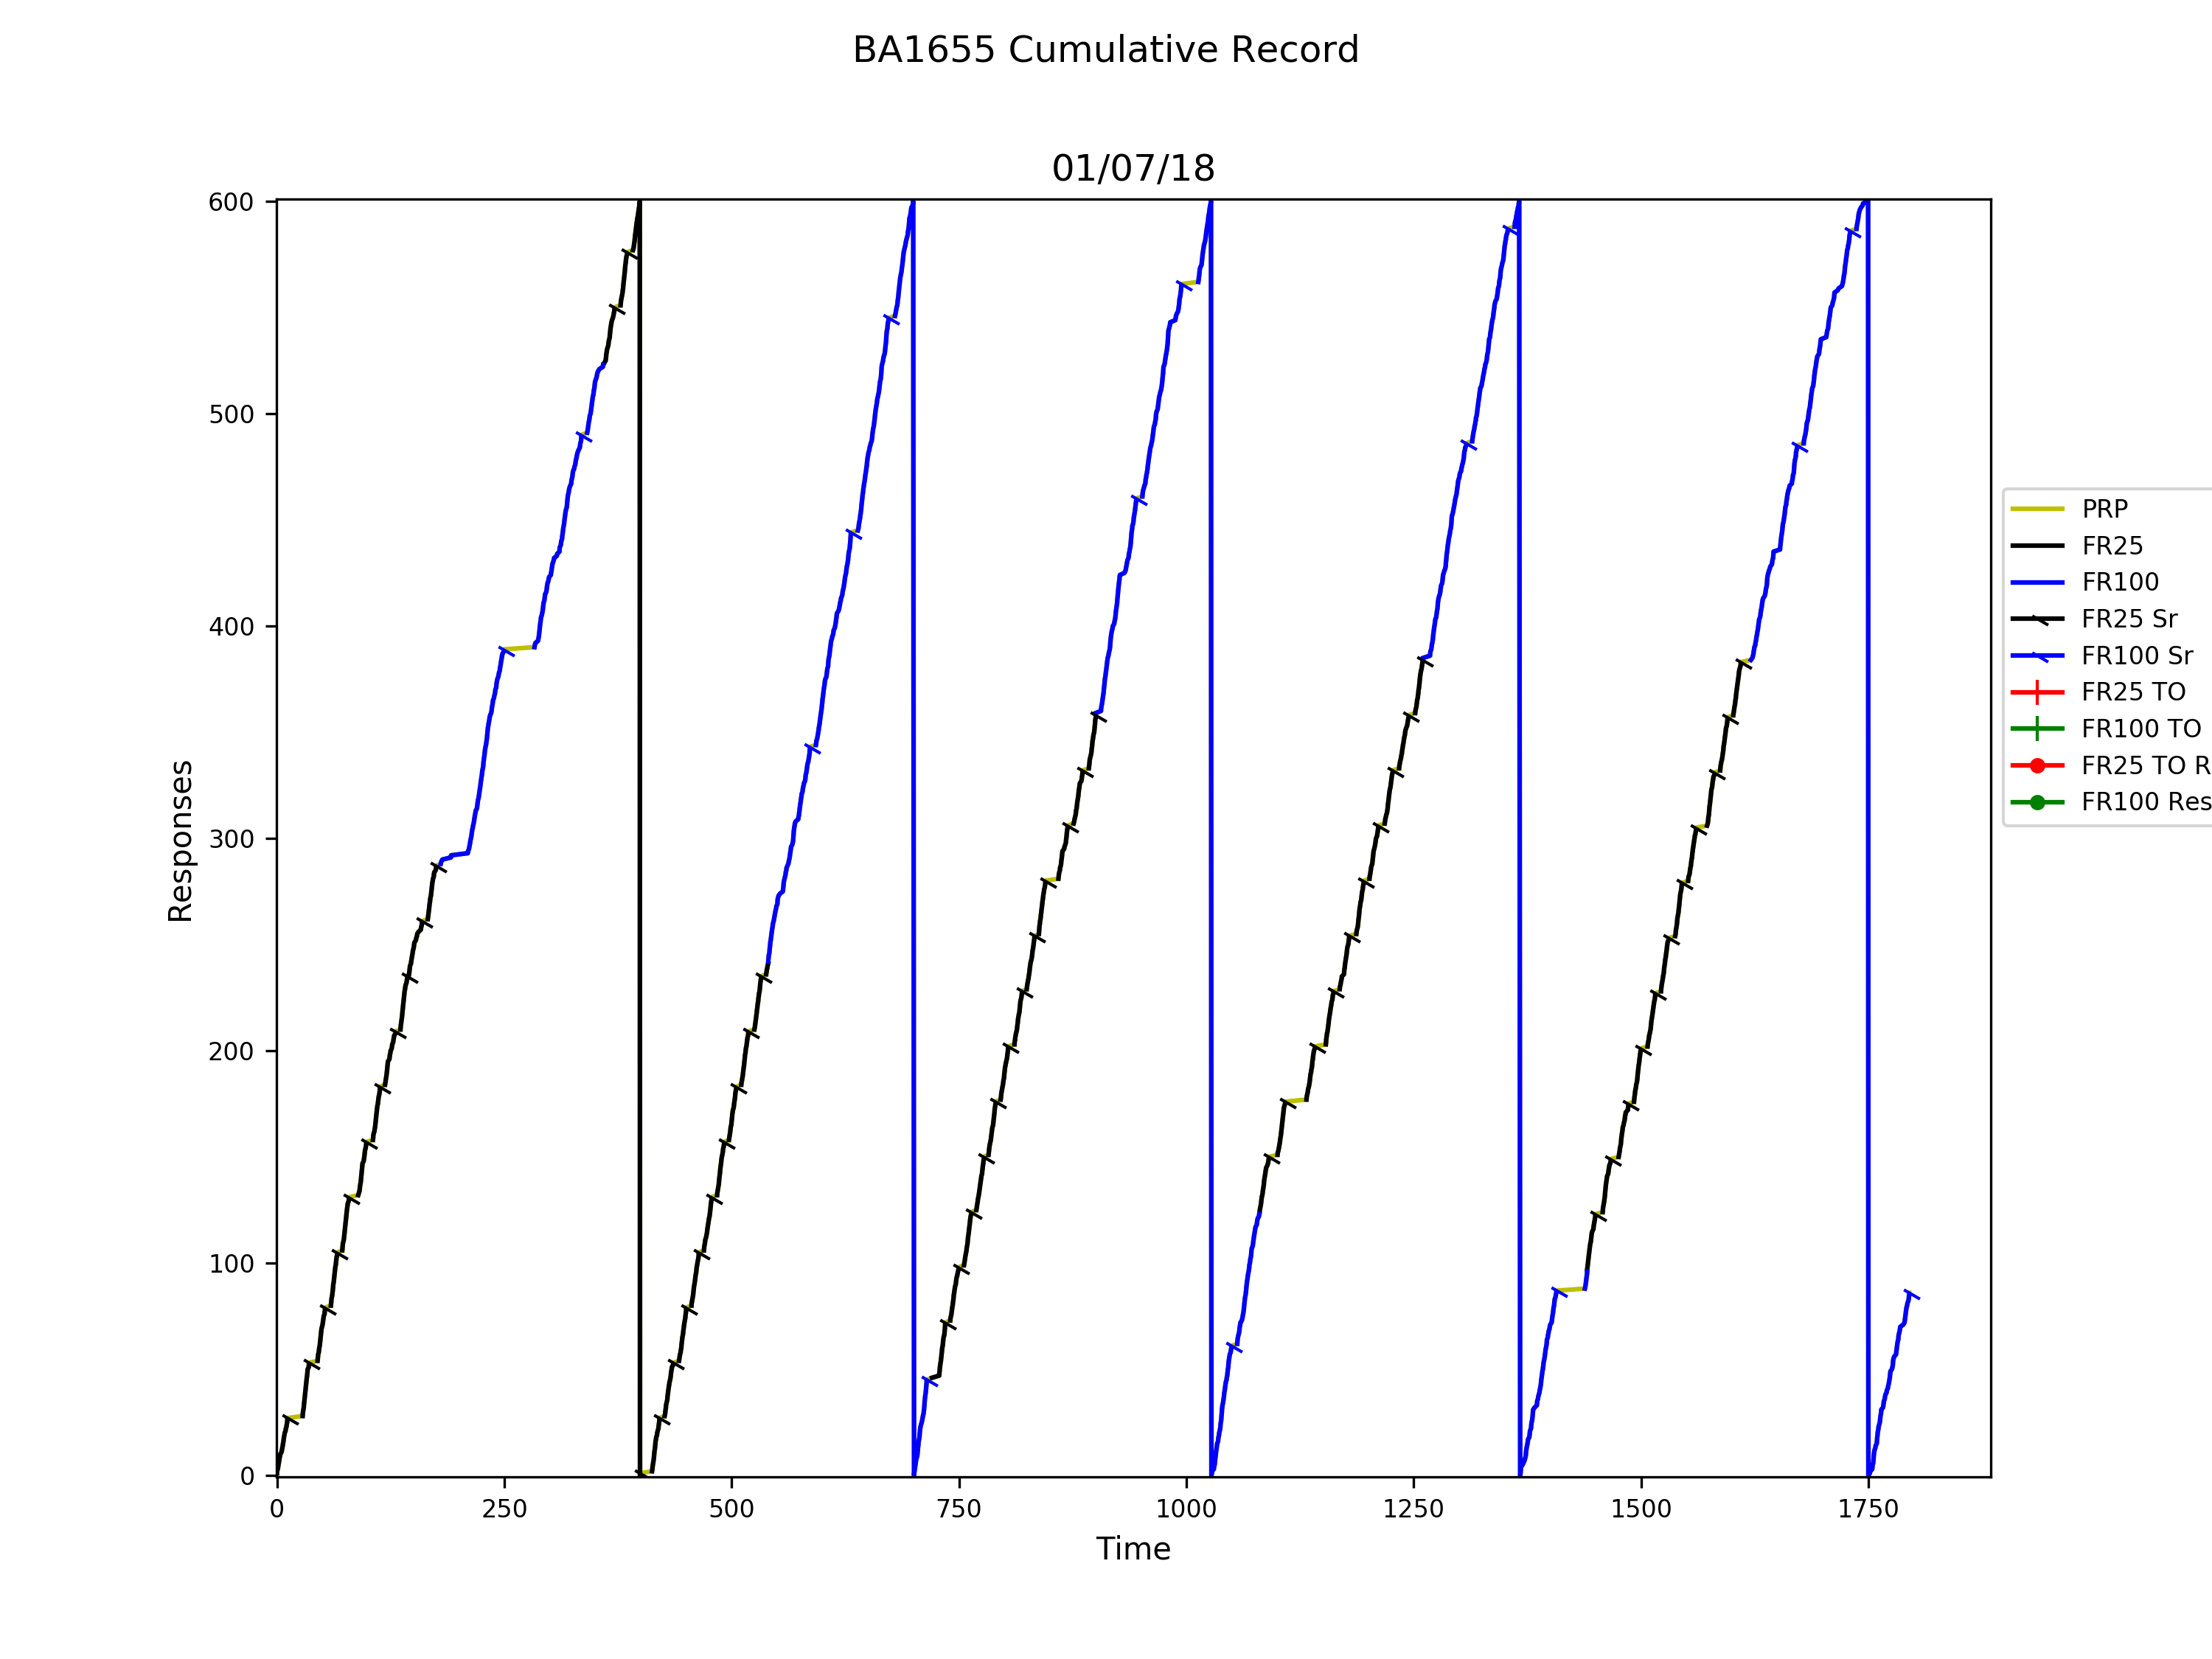 BA1655 Cumulative Record
01/07/18
600
500
400
300
200
100
0
Responses
0 250 500 750 1000 1250 1500 1750
Time
PRP
FR25
FR100
FR25 Sr
FR100 Sr
FR25 TO
FR100 TO
FR25 TO R
FR100 Res